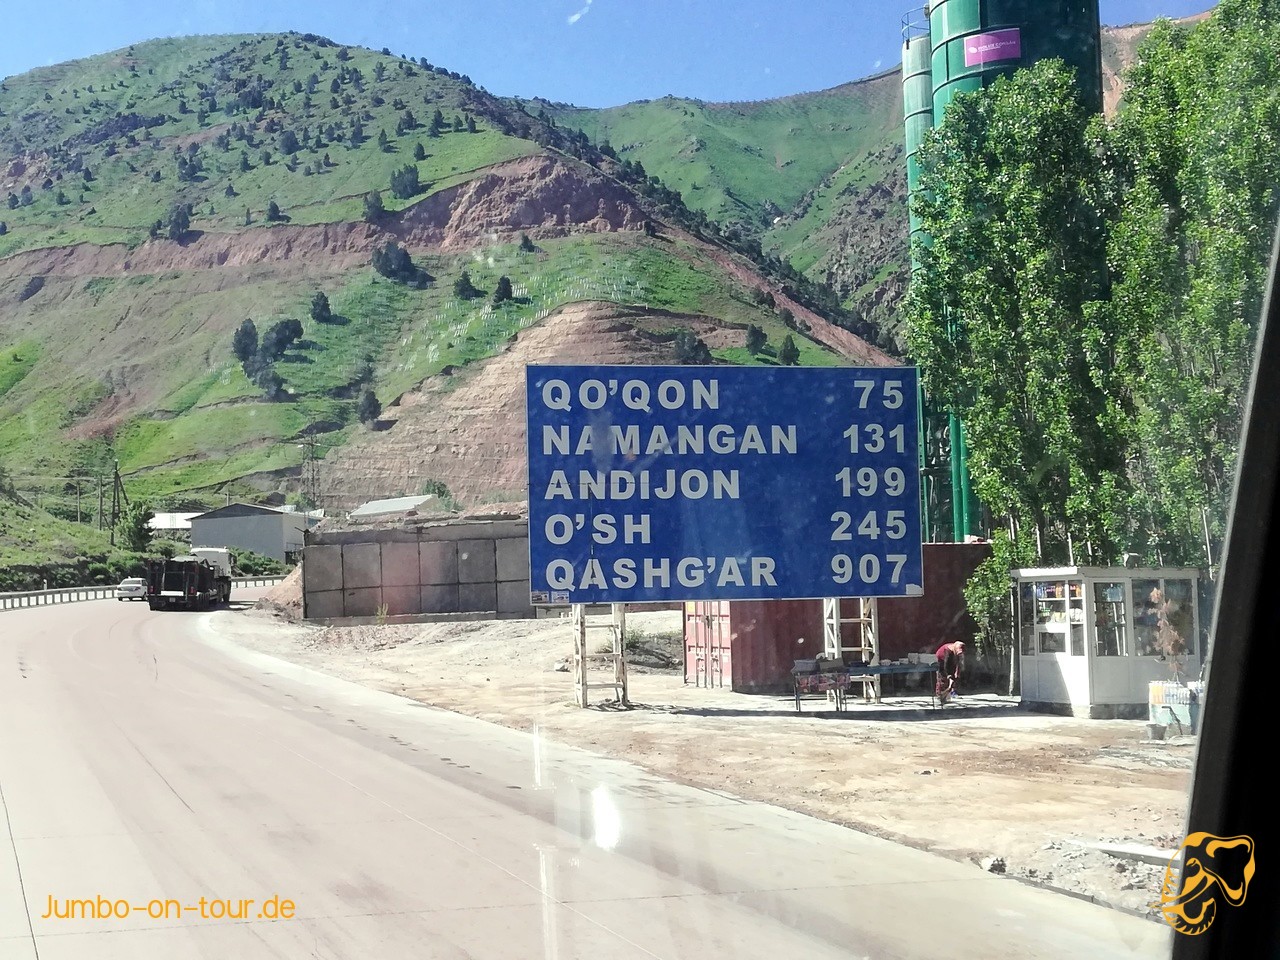 QO’QON 75
NAMANGAN 131
ANDIJON 199
O’SH 245
QASHG’AR 907
Jumbo-on-tour.de